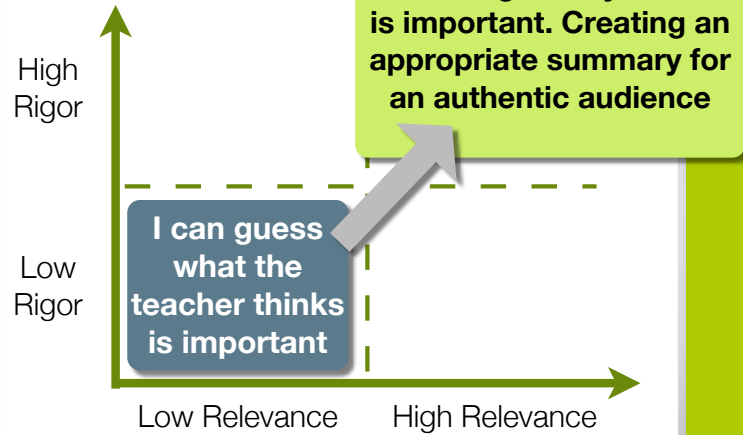 is important. Creating an
appropriate summary for
an authentic audience
High
Rigor
I can guess
what the
teacher thinks
is important
Low
Rigor
Low Relevance
High Relevance